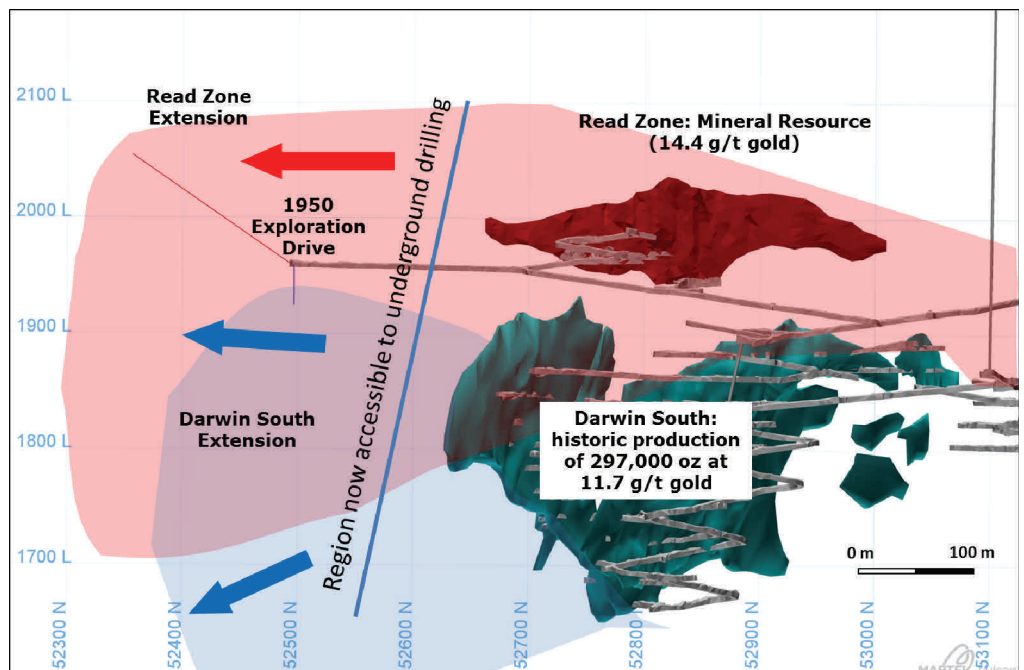 2100 L
Read Zone
Extension
Read Zone: Mineral Resource
(14.4 g/t gold)
2000 L
1950
Exploration
Drive
Region now accessible to underground drilling
1900 L
Darwin South
Extension
Darwin South:
historic production
of 297,000 oz at
11.7 g/t gold
1800 L
1700 L
0 m 100 m
52300 N
52400 N
52500 N
52600 N
52700 N
52800 N
52900 N
53000 N
53100 N